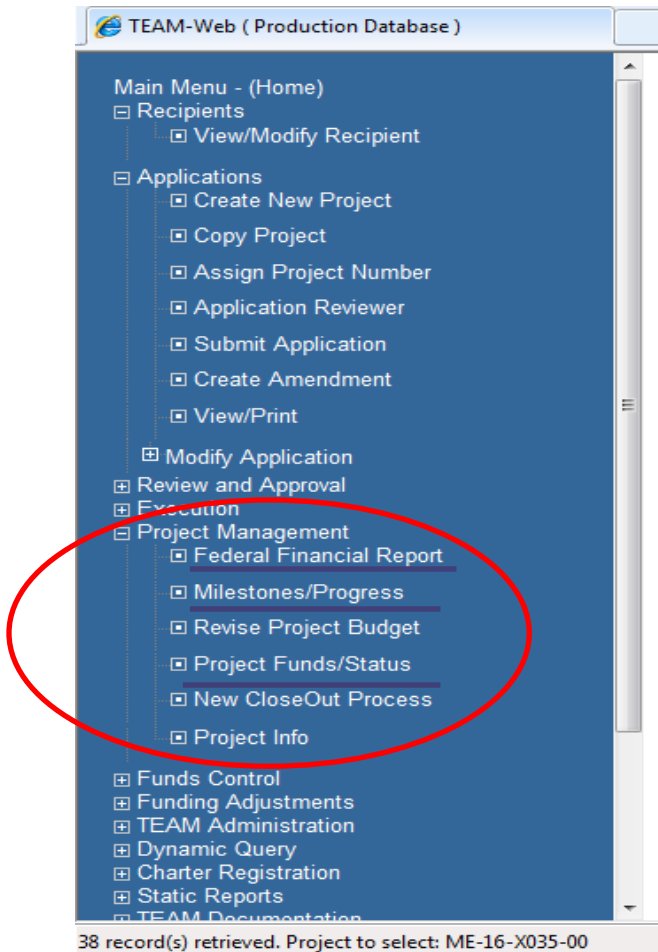 TEAM-Web ( Production Database )
Main Menu - (Home)
Recipients
View/Modify Recipient
Applications
Create New Project
Copy Project
Assign Project Number
Application Reviewer
Submit Application
Create Amendment
View/Print
Modify Application
Review and Approval
Execution
Project Management
Federal Financial Report
Milestones/Progress
Revise Project Budget
Project Funds/Status
New CloseOut Process
Project Info
Funds Control
Funding Adjustments
TEAM Administration
Dynamic Query
Charter Registration
Static Reports
TEAM Documentation
38 record(s) retrieved. Project to select: ME-16-X035-00